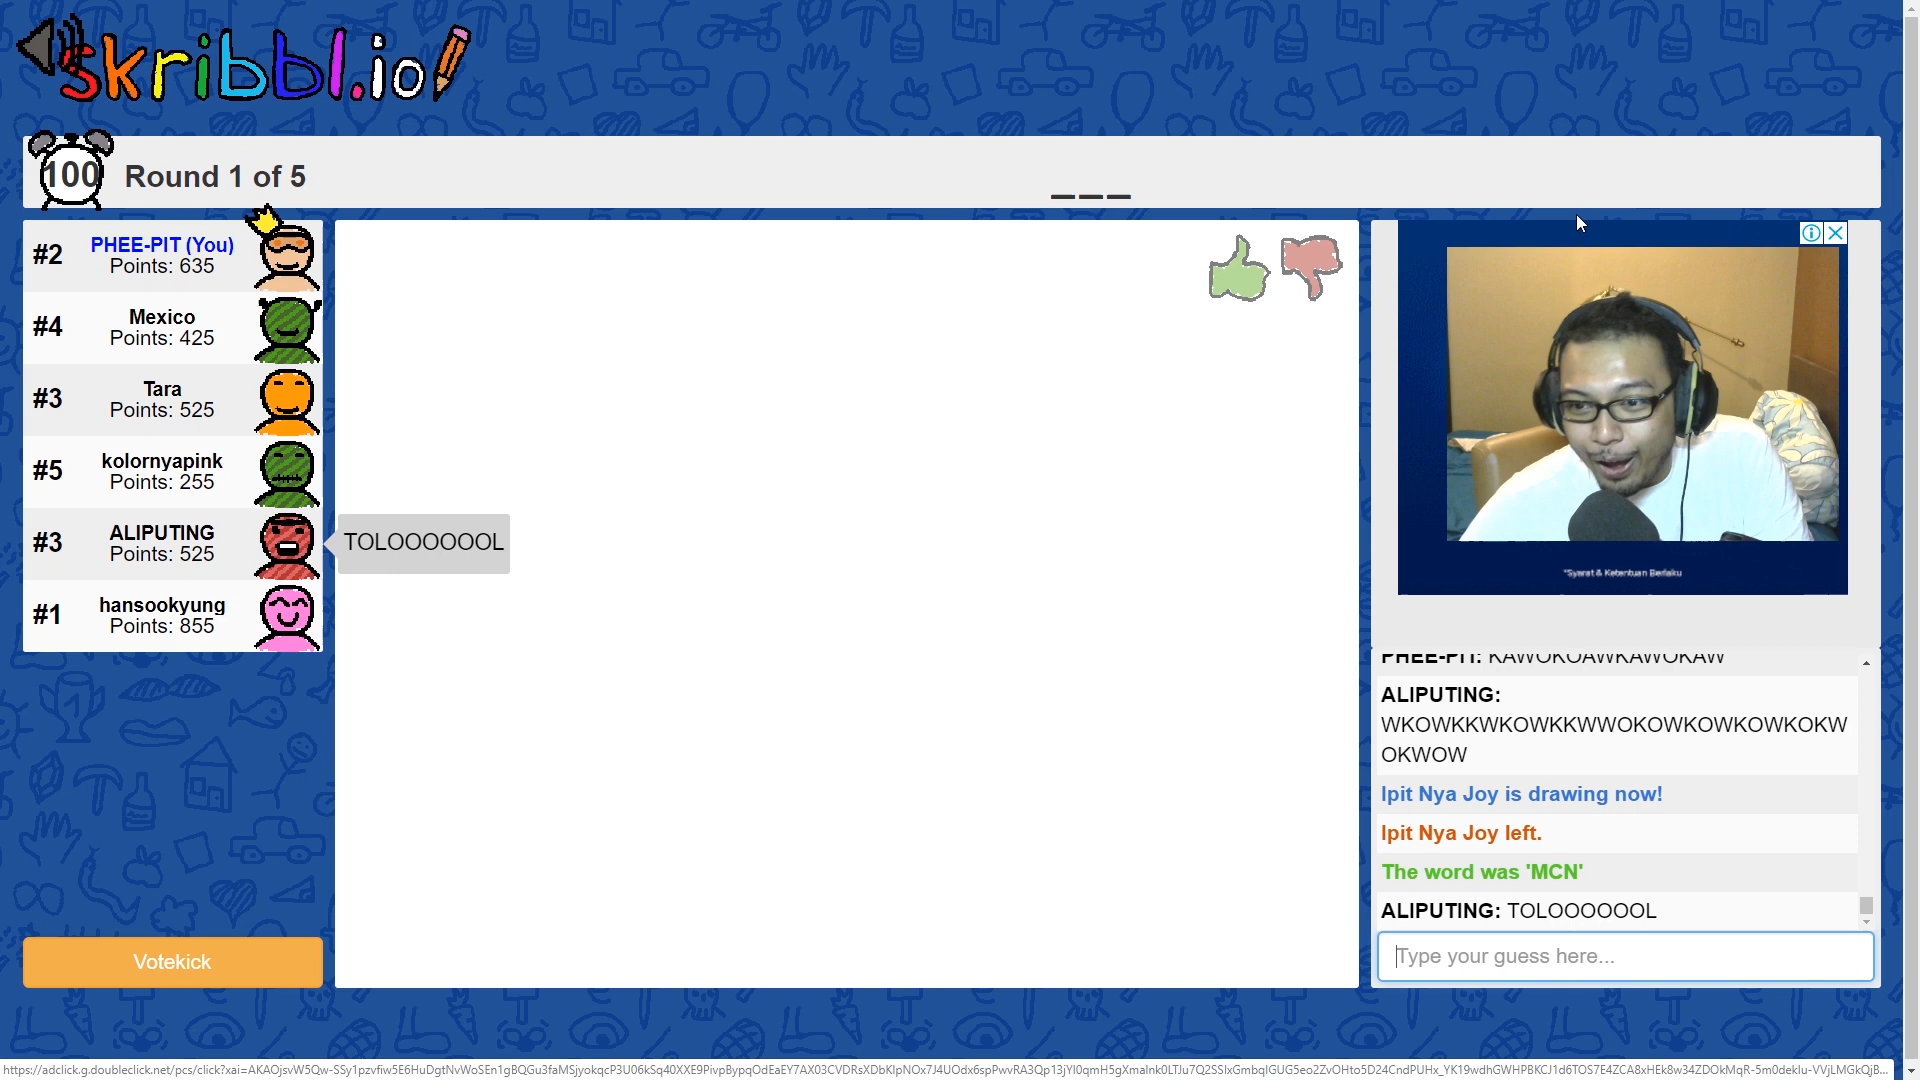 skribbl.io
100 Round 1 of 5
_ _ _
#2 PHEE-PIT (You)
Points: 635
#4 Mexico
Points: 425
#3 Tara
Points: 525
#5 kolornyapink
Points: 255
#3 ALIPUTING
Points: 525
#1 hansookyung
Points: 855
TOLOOOOOOL
Votekick
*Syarat & Ketentuan Berlaku
PHEE-PIT: KAWOKOAWKAWOKAW
ALIPUTING:
WKOWKKWKOWKKWWOKOWKOWKOWKOKW
OKWOW
Ipit Nya Joy is drawing now!
Ipit Nya Joy left.
The word was 'MCN'
ALIPUTING: TOLOOOOOOL
Type your guess here...